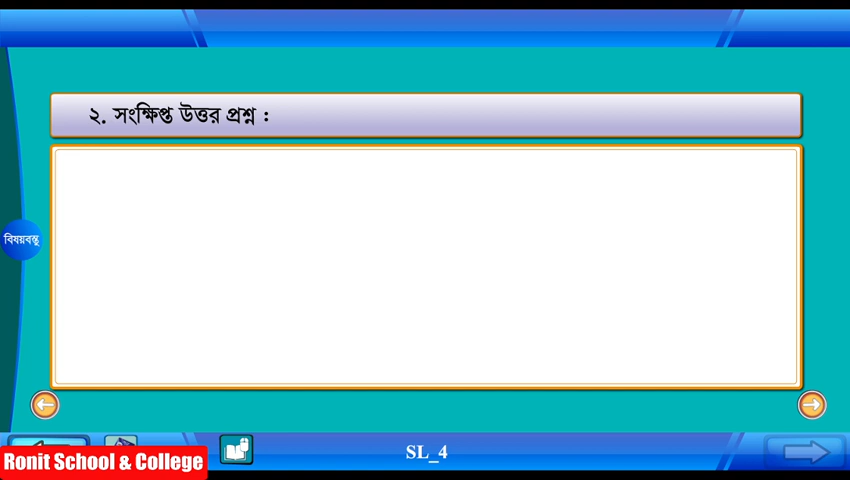 ২. সংক্ষিপ্ত উত্তর প্রশ্ন :
বিষয়বস্তু
SL_4
Ronit School & College